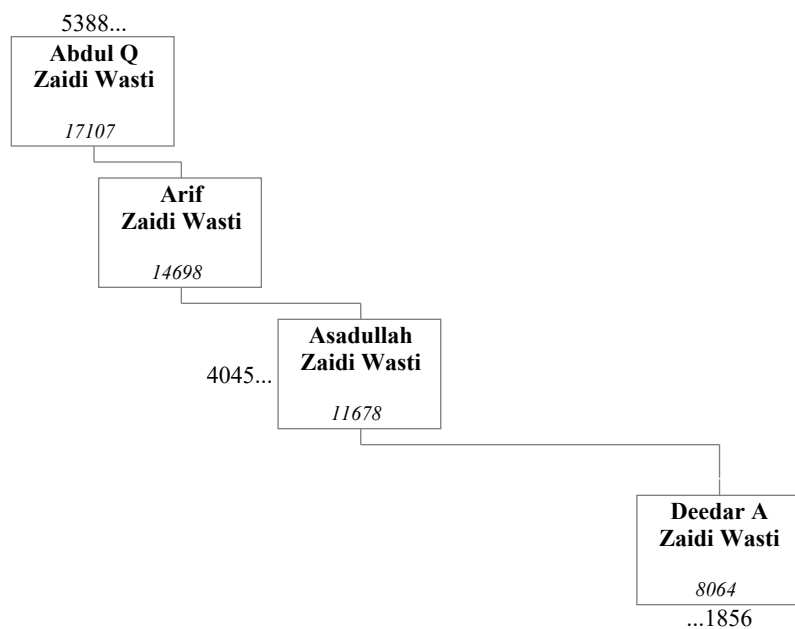 5388...
Abdul Q
Zaidi Wasti
17107
Arif
Zaidi Wasti
14698
Asadullah
Zaidi Wasti
4045...
11678
Deedar A
Zaidi Wasti
8064
...1856